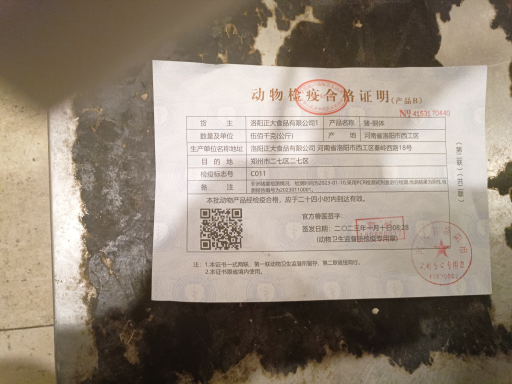 动物检疫合格证明(产品B)
No 4153170440
货 主 洛阳正大食品有限公司1 产品名称 猪-胴体
数量及单位 伍佰千克(公斤) 产 地 河南省洛阳市西工区
生产单位名称地址 洛阳正大食品有限公司 河南省洛阳市西工区秦岭西路18号
目 的 地 郑州市二七区二七区
检疫标志号 C011
备 注
本批动物产品经检疫合格，应于二十四小时内到达有效。
官方兽医签字：
签发日期：二〇二三年一月十日08:28
(动物卫生监督所检疫专用章)
注：1.本证书一式两联，第一联动物卫生监督所留存，第二联随货同行。
2.本证书限省境内使用。